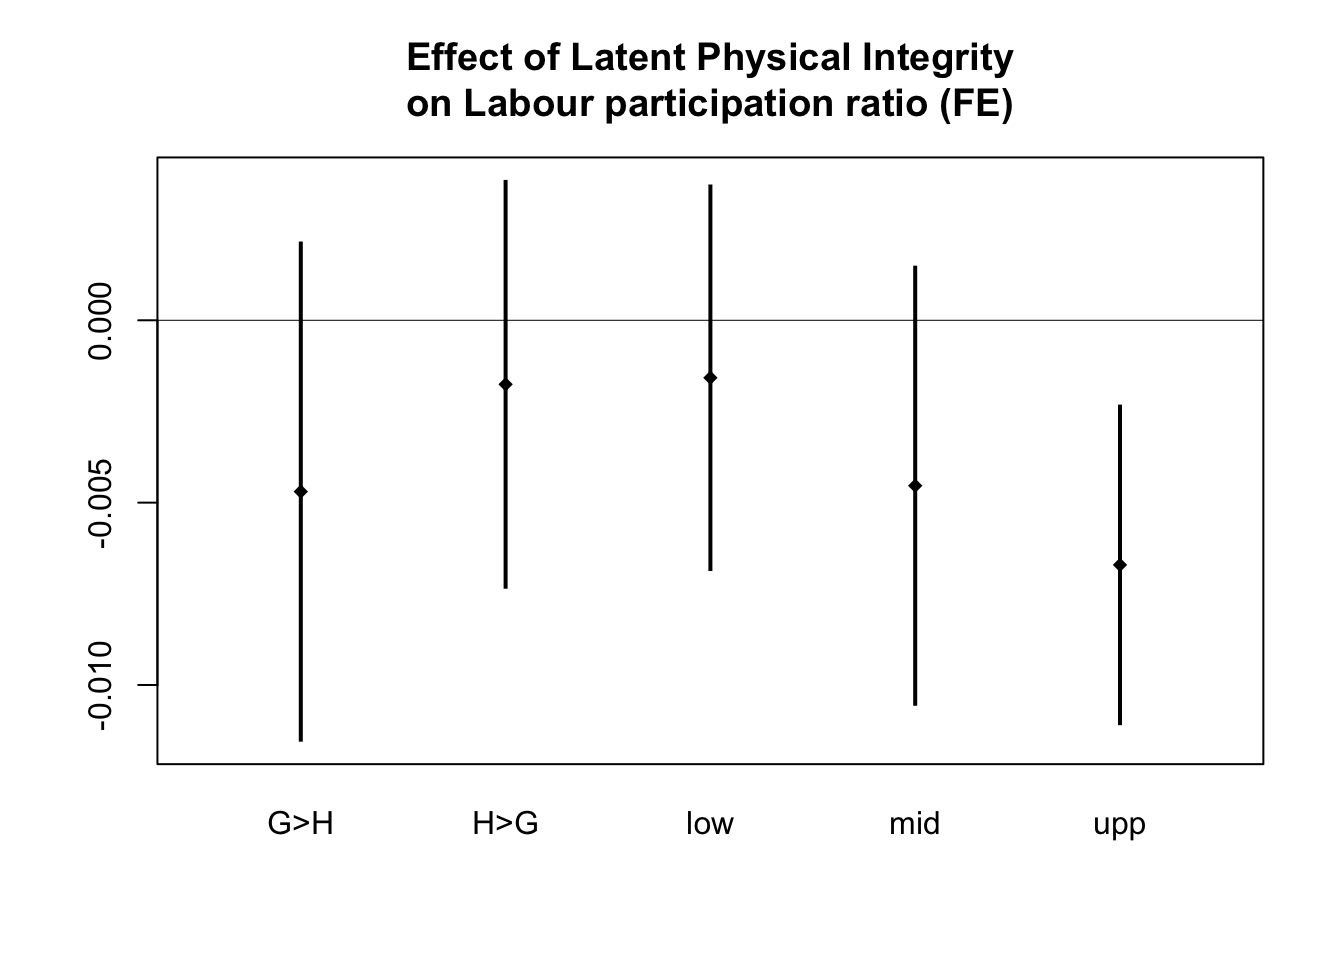 Effect of Latent Physical Integrity
on Labour participation ratio (FE)
0.000
-0.005
-0.010
G>H H>G low mid upp